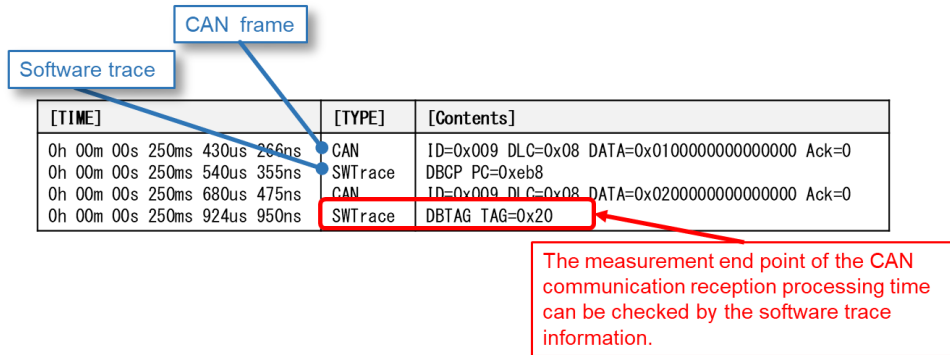 CAN frame
Software trace
[TIME] [TYPE] [Contents]
0h 00m 00s 250ms 430us 266ns CAN ID=0x009 DLC=0x08 DATA=0x0100000000000000 Ack=0
0h 00m 00s 250ms 540us 355ns SWTrace DBCP PC=0xeb8
0h 00m 00s 250ms 680us 475ns CAN ID=0x009 DLC=0x08 DATA=0x0200000000000000 Ack=0
0h 00m 00s 250ms 924us 950ns SWTrace DBTAG TAG=0x20
The measurement end point of the CAN
communication reception processing time
can be checked by the software trace
information.